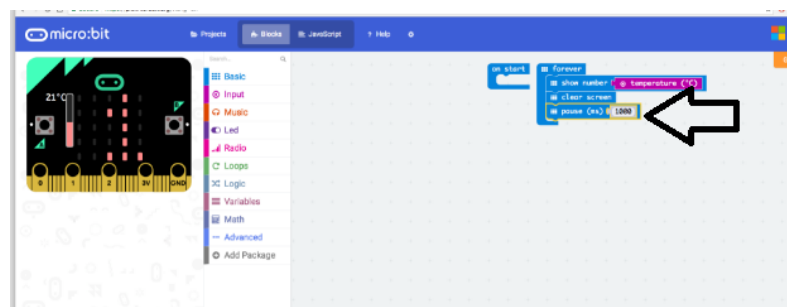 micro:bit
Projects
Blocks
JavaScript
? Help
Search...
Basic
Input
Music
Led
Radio
Loops
Logic
Variables
Math
Advanced
Add Package
21°C
0 1 2 3V GND
on start
forever
show number temperature (°C)
clear screen
pause (ms) 1000